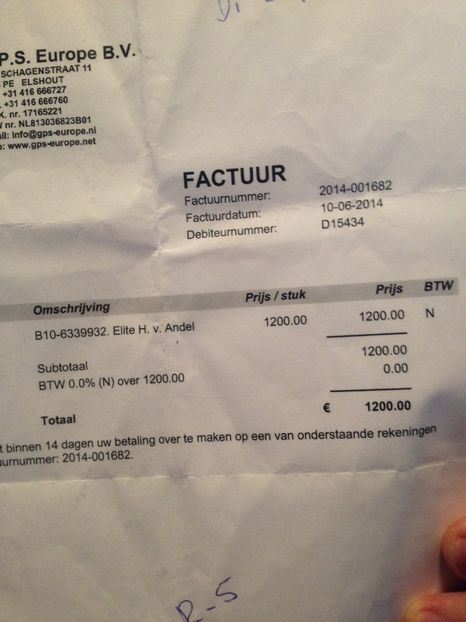 P.S. Europe B.V.
SCHAGENSTRAAT 11
PE ELSHOUT
+31 416 666727
+31 416 666760
K. nr. 17165221
W nr. NL813036823B01
ail: Info@gps-europe.nl
o: www.gps-europe.net
FACTUUR
Factuurnummer: 2014-001682
Factuurdatum: 10-06-2014
Debiteurnummer: D15434
Omschrijving Prijs / stuk Prijs BTW
B10-6339932. Elite H. v. Andel 1200.00 1200.00 N
Subtotaal 1200.00
BTW 0.0% (N) over 1200.00 0.00
Totaal € 1200.00
t binnen 14 dagen uw betaling over te maken op een van onderstaande rekeningen
uurnummer: 2014-001682.
R-5